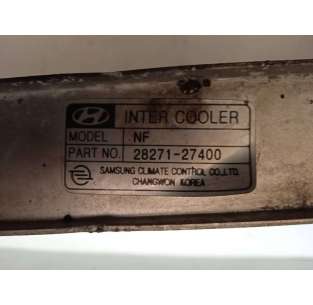 INTER COOLER
MODEL NF
PART NO. 28271-27400
SAMSUNG CLIMATE CONTROL CO.,LTD.
CHANGWON KOREA